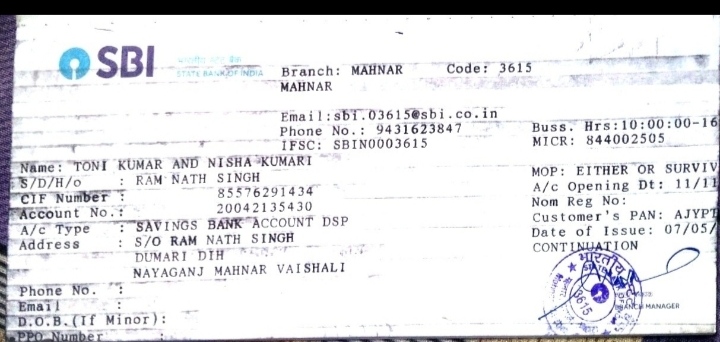 SBI
भारतीय स्टेट बैंक
STATE BANK OF INDIA
Branch: MAHNAR Code: 3615
MAHNAR
Email:sbi.03615@sbi.co.in
Phone No.: 9431623847
IFSC: SBIN0003615
Buss. Hrs:10:00:00-16
MICR: 844002505
Name: TONI KUMAR AND NISHA KUMARI
S/D/H/o : RAM NATH SINGH
CIF Number : 85576291434
Account No.: 20042135430
A/c Type : SAVINGS BANK ACCOUNT DSP
Address : S/O RAM NATH SINGH
DUMARI DIH
NAYAGANJ MAHNAR VAISHALI
Phone No. :
Email :
D.O.B.(If Minor):
PPO Number :
MOP: EITHER OR SURVIV
A/c Opening Dt: 11/11
Nom Reg No:
Customer's PAN: AJYPT
Date of Issue: 07/05/
CONTINUATION
भारतीय
3615
BRANCH MANAGER